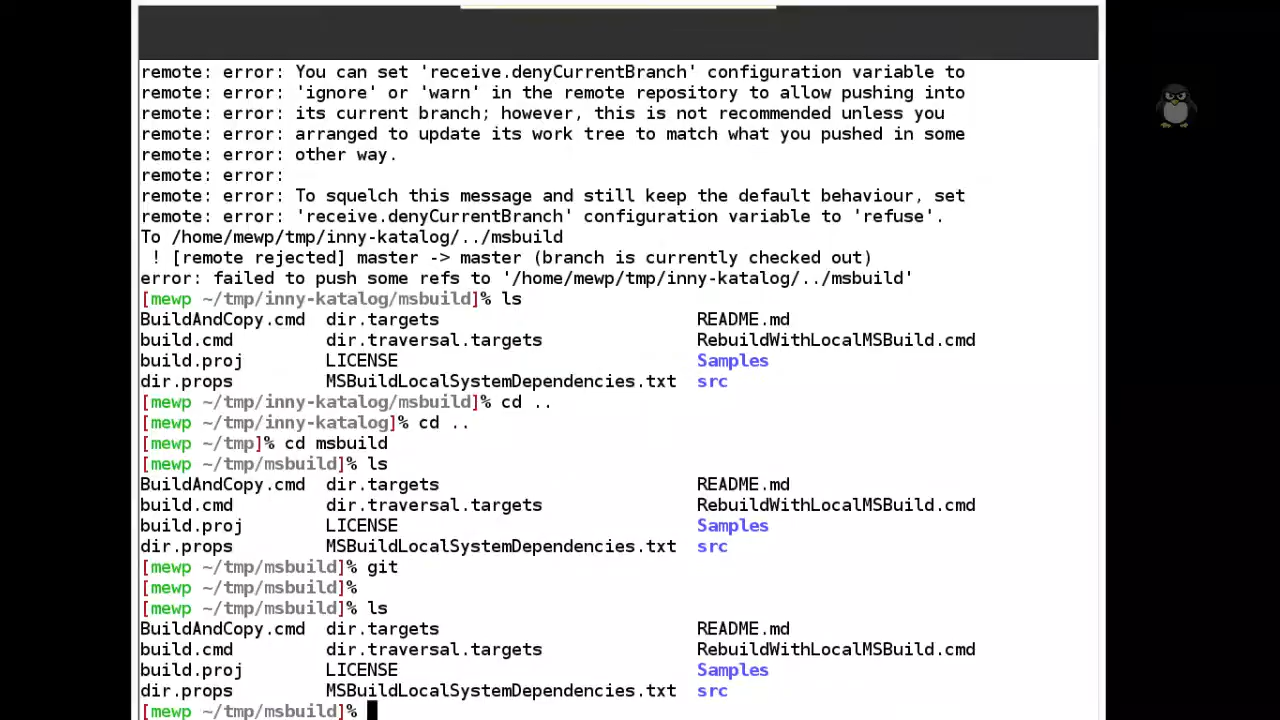 remote: error: You can set 'receive.denyCurrentBranch' configuration variable to
remote: error: 'ignore' or 'warn' in the remote repository to allow pushing into
remote: error: its current branch; however, this is not recommended unless you
remote: error: arranged to update its work tree to match what you pushed in some
remote: error: other way.
remote: error:
remote: error: To squelch this message and still keep the default behaviour, set
remote: error: 'receive.denyCurrentBranch' configuration variable to 'refuse'.
To /home/mewp/tmp/inny-katalog/../msbuild
 ! [remote rejected] master -> master (branch is currently checked out)
error: failed to push some refs to '/home/mewp/tmp/inny-katalog/../msbuild'
[mewp ~/tmp/inny-katalog/msbuild]% ls
BuildAndCopy.cmd  dir.targets                         README.md
build.cmd         dir.traversal.targets               RebuildWithLocalMSBuild.cmd
build.proj        LICENSE                             Samples
dir.props         MSBuildLocalSystemDependencies.txt  src
[mewp ~/tmp/inny-katalog/msbuild]% cd ..
[mewp ~/tmp/inny-katalog]% cd ..
[mewp ~/tmp]% cd msbuild
[mewp ~/tmp/msbuild]% ls
BuildAndCopy.cmd  dir.targets                         README.md
build.cmd         dir.traversal.targets               RebuildWithLocalMSBuild.cmd
build.proj        LICENSE                             Samples
dir.props         MSBuildLocalSystemDependencies.txt  src
[mewp ~/tmp/msbuild]% git
[mewp ~/tmp/msbuild]%
[mewp ~/tmp/msbuild]% ls
BuildAndCopy.cmd  dir.targets                         README.md
build.cmd         dir.traversal.targets               RebuildWithLocalMSBuild.cmd
build.proj        LICENSE                             Samples
dir.props         MSBuildLocalSystemDependencies.txt  src
[mewp ~/tmp/msbuild]%